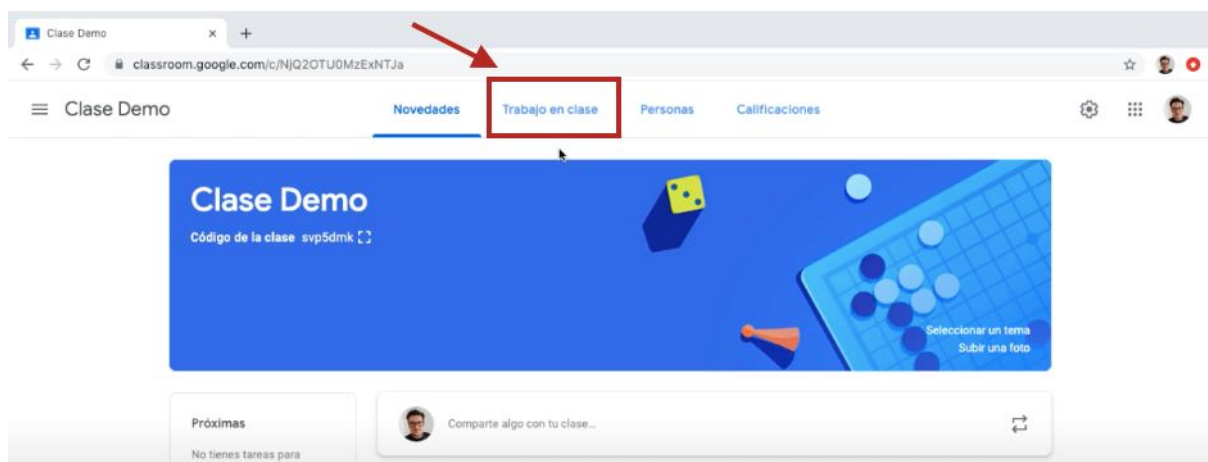 Clase Demo
classroom.google.com/c/NjQ2OTU0MzExNTJa
Clase Demo
Novedades
Trabajo en clase
Personas
Calificaciones
Clase Demo
Código de la clase svp5dmk
Seleccionar un tema
Subir una foto
Próximas
No tienes tareas para
Comparte algo con tu clase...